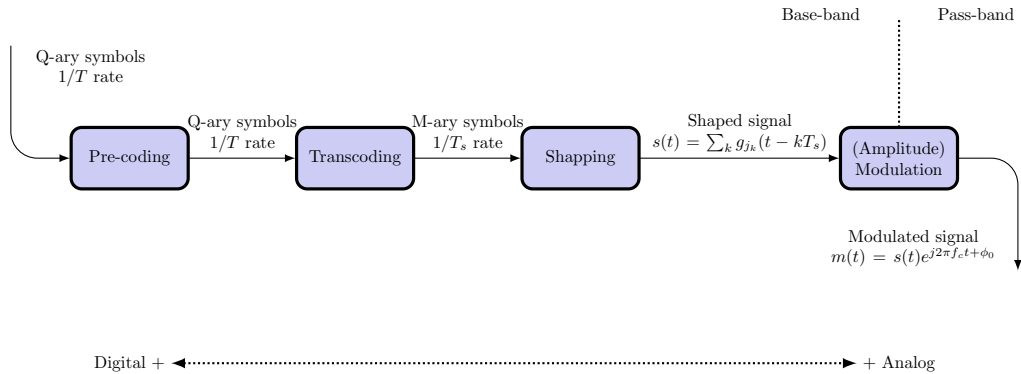 Base-band
Pass-band
Q-ary symbols
1/T rate
Pre-coding
Q-ary symbols
1/T rate
Transcoding
M-ary symbols
1/T_s rate
Shapping
Shaped signal
s(t) = ∑_k g_{j_k}(t − kT_s)
(Amplitude)
Modulation
Modulated signal
m(t) = s(t)e^{j2πf_ct+ϕ_0}
Digital +
+ Analog